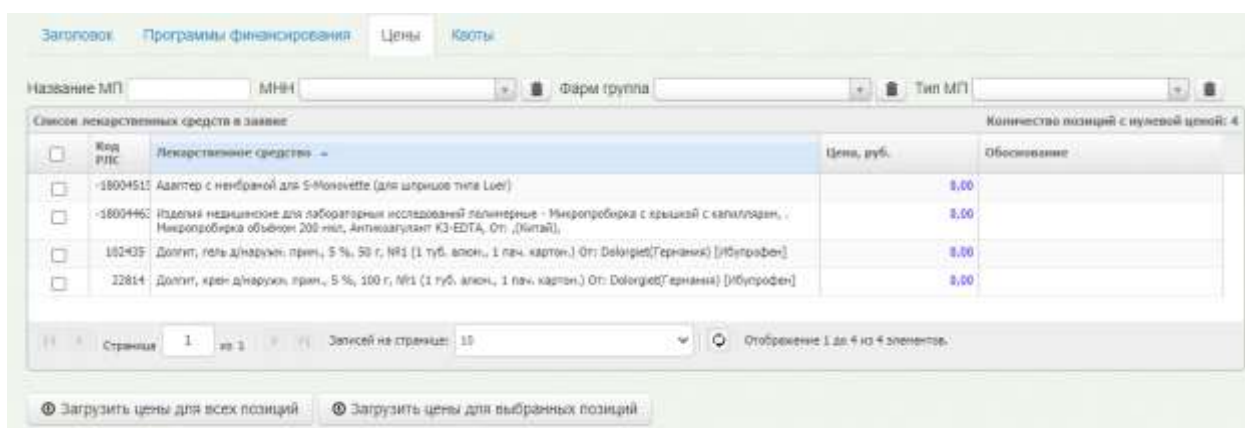 Заголовок Программы финансирования Цены Квоты
Название МП МНН Фарм группа Тип МП
Список лекарственных средств в заявке Количество позиций с нулевой ценой: 4
Код РЛС Лекарственное средство Цена, руб. Обоснование
-1800451 Адаптер с мембраной для S-Monovette (для шприцов типа Luer) 0,00
-1800446 Изделия медицинские для лабораторных исследований полимерные - Микропробирка с крышкой с капилляром, .
Микропробирка объёмом 200 мкл, Антикоагулянт K3-EDTA, От: ,(Китай), 0,00
102435 Долгит, гель д/наружн. прим., 5 %, 50 г, №1 (1 туб. алюм., 1 пач. картон.) От: Dolorgiet(Германия) [Ибупрофен] 0,00
22814 Долгит, крем д/наружн. прим., 5 %, 100 г, №1 (1 туб. алюм., 1 пач. картон.) От: Dolorgiet(Германия) [Ибупрофен] 0,00
Страница 1 из 1 Записей на странице: 10 Отображение 1 до 4 из 4 элементов.
Загрузить цены для всех позиций Загрузить цены для выбранных позиций